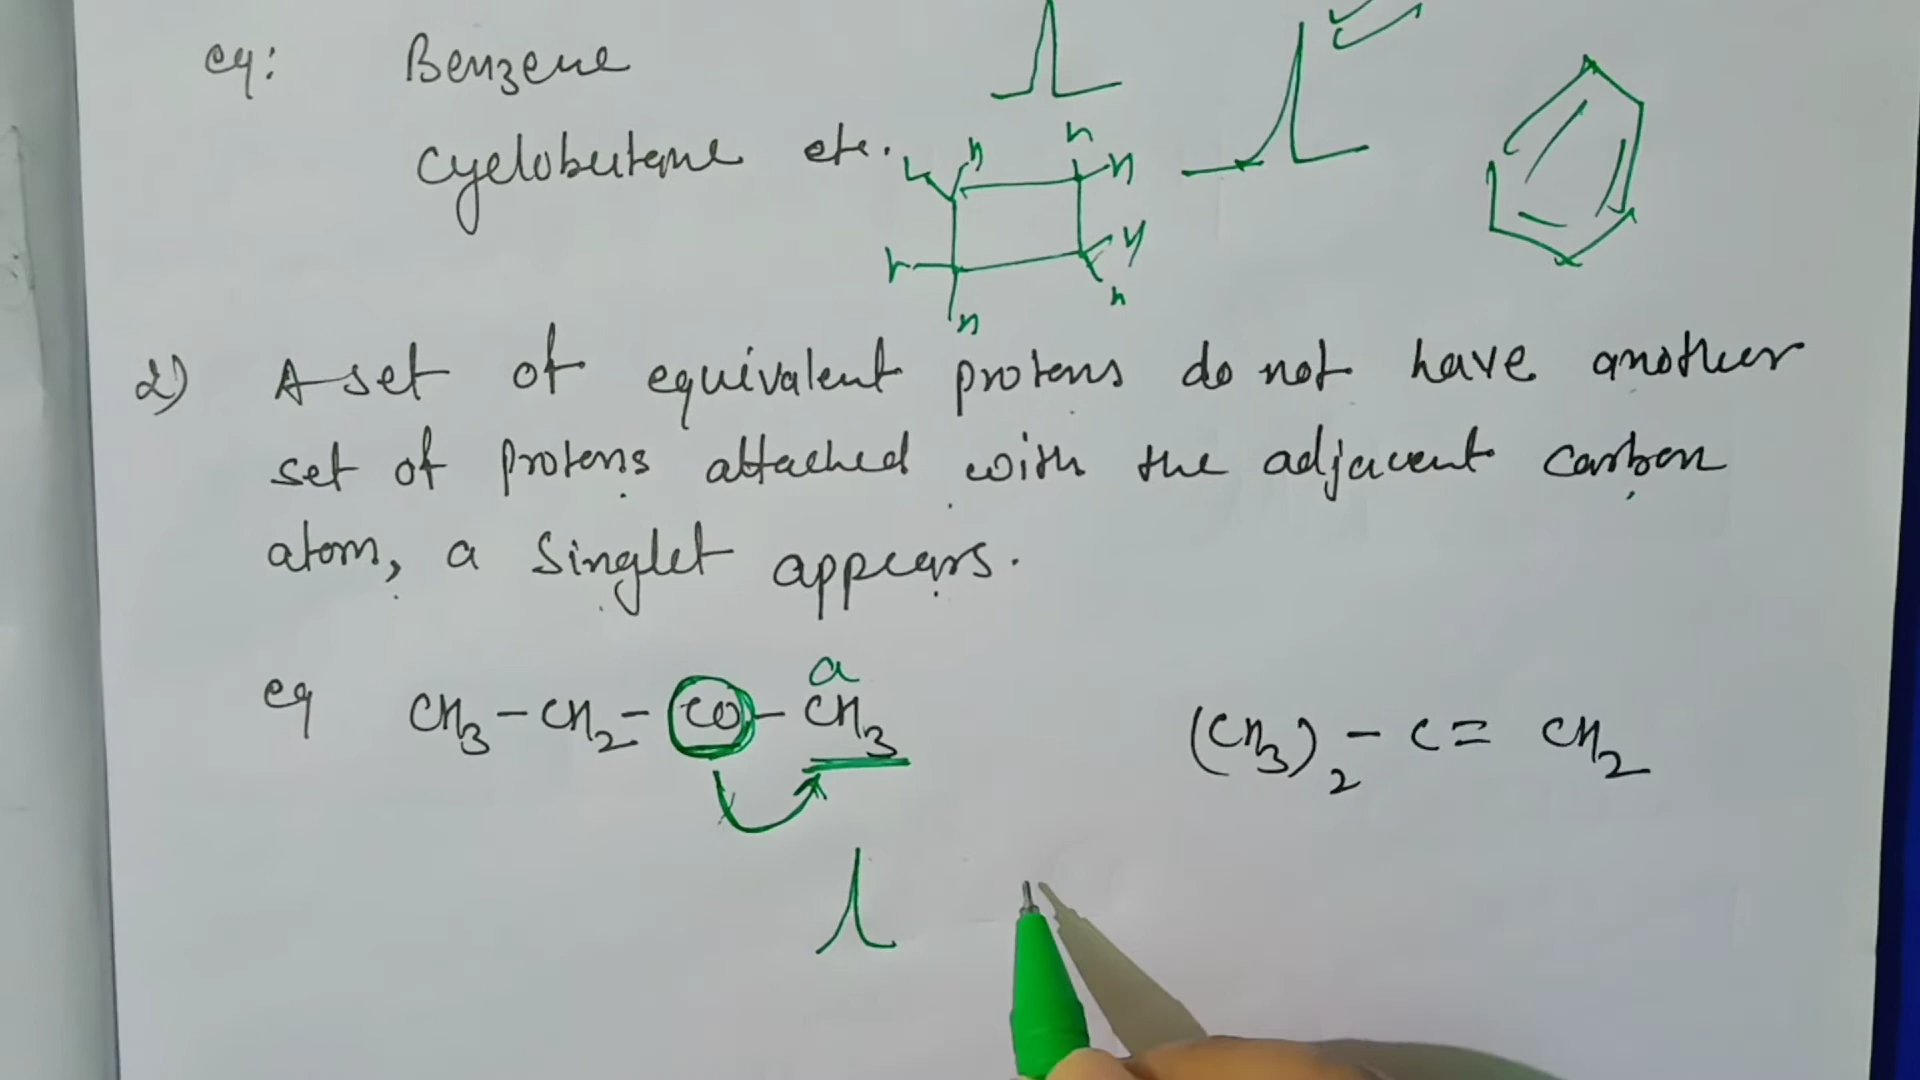 eg: Benzene
cyclobutane etc.
h h h h
h h
h h
2) A set of equivalent protons do not have another
set of protons attached with the adjacent carbon
atom, a singlet appears.
a
eg CH3-CH2-CO-CH3 (CH3)2-C=CH2